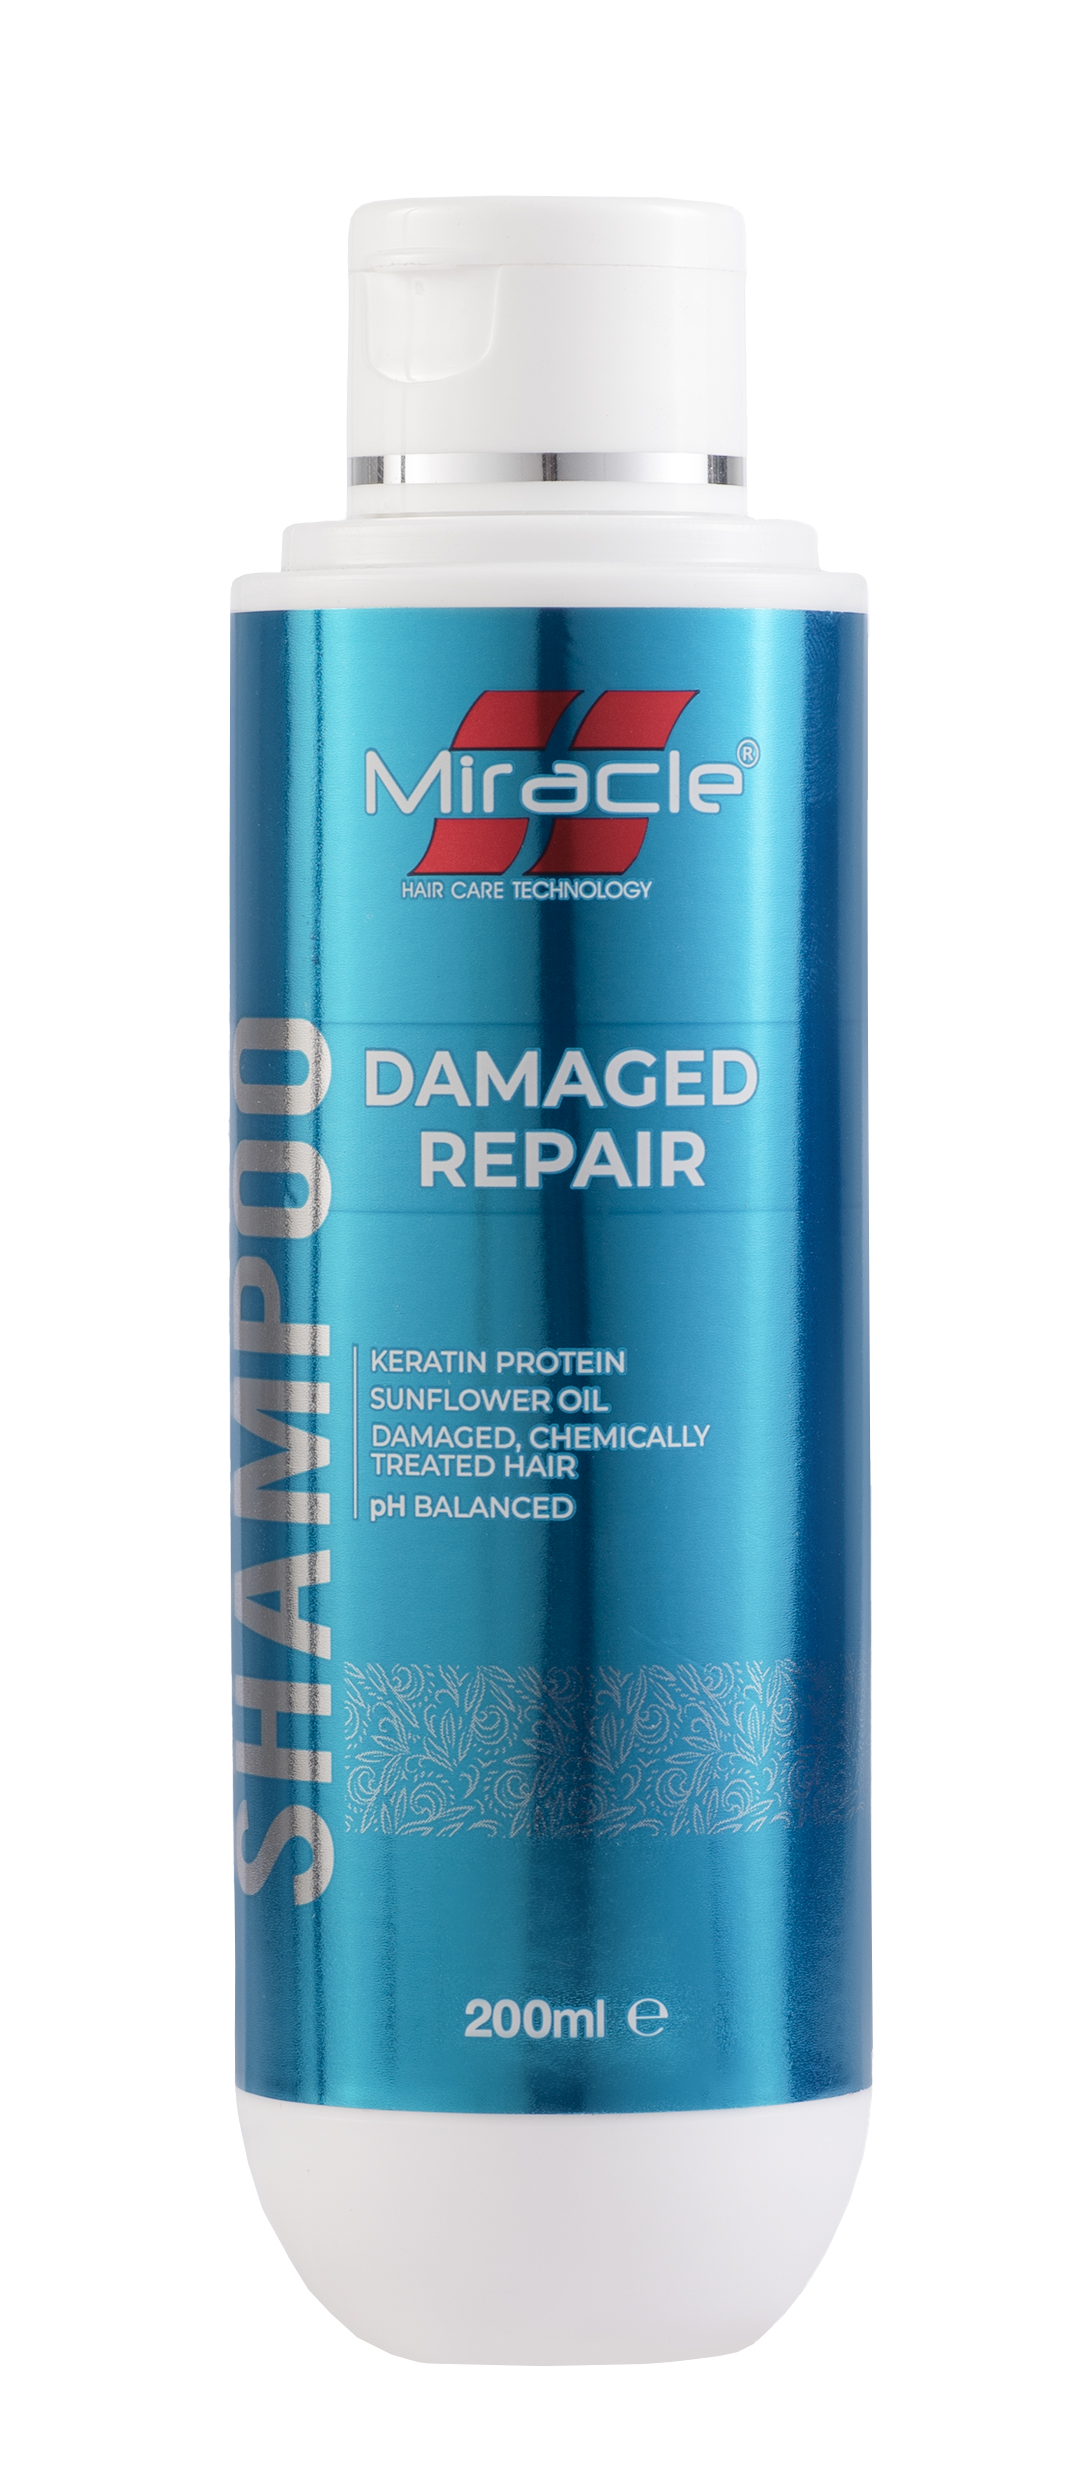 Miracle®
HAIR CARE TECHNOLOGY
DAMAGED
REPAIR
SHAMPOO
KERATIN PROTEIN
SUNFLOWER OIL
DAMAGED, CHEMICALLY
TREATED HAIR
pH BALANCED
200ml ℮